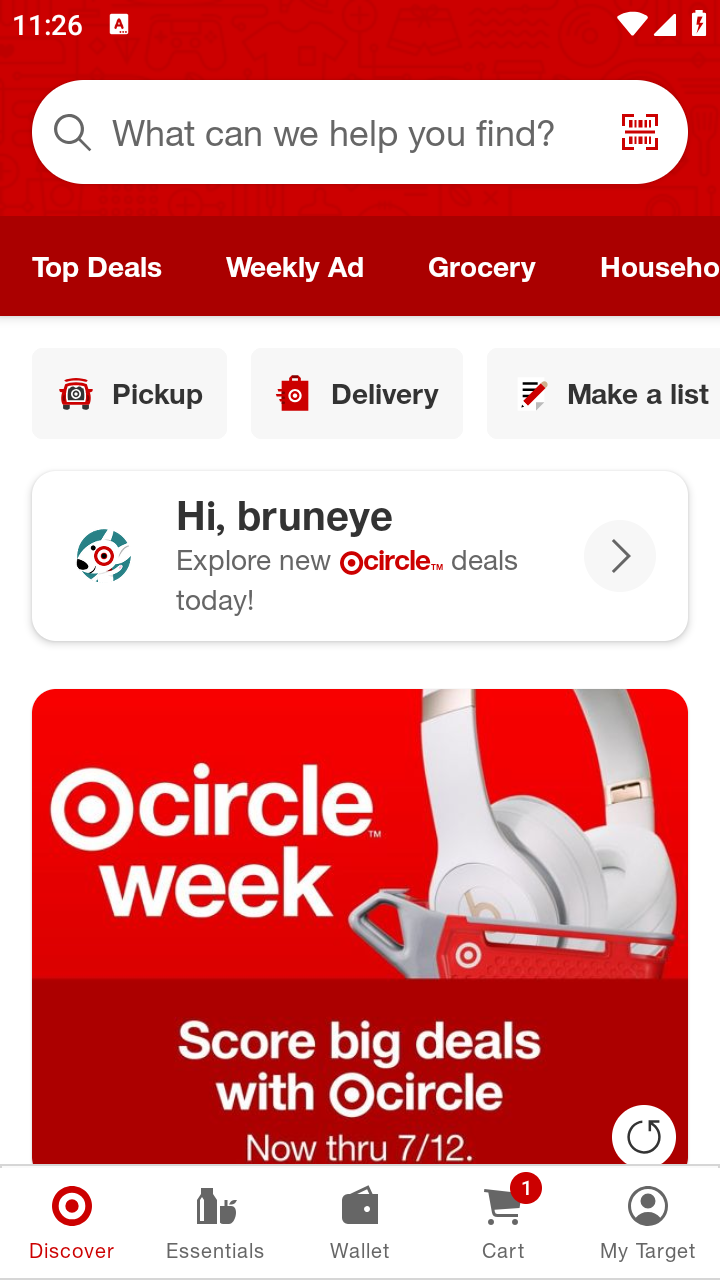 11:26
What can we help you find?
Top Deals Weekly Ad Grocery Househo
Pickup Delivery Make a list
Hi, bruneye
Explore new circle™ deals
today!
circle™
week
Score big deals
with circle
Now thru 7/12.
1
Discover Essentials Wallet Cart My Target